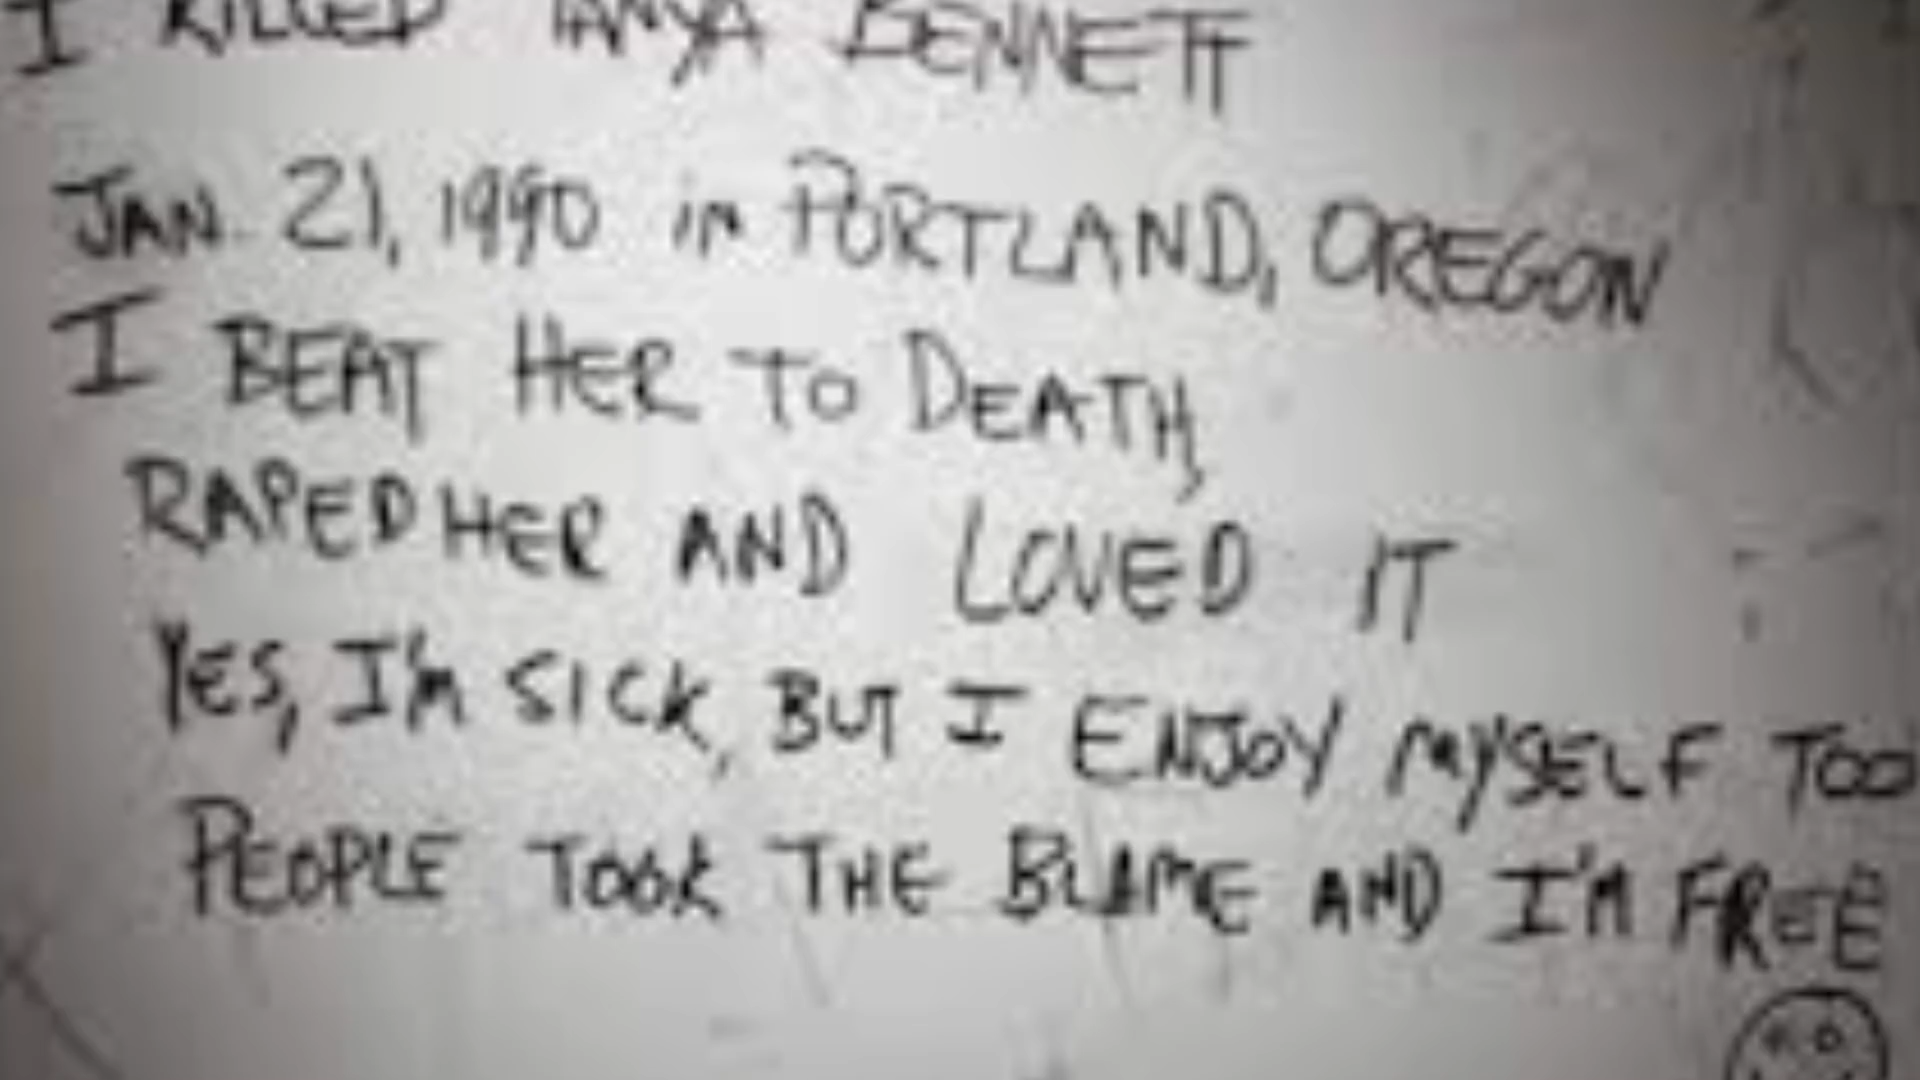 I KILLED TANYA BENNETT
JAN. 21, 1990 in PORTLAND, OREGON
I BEAT HER TO DEATH,
RAPED HER AND LOVED IT
YES, I'M SICK, BUT I ENJOY MYSELF TOO
PEOPLE TOOK THE BLAME AND I'M FREE